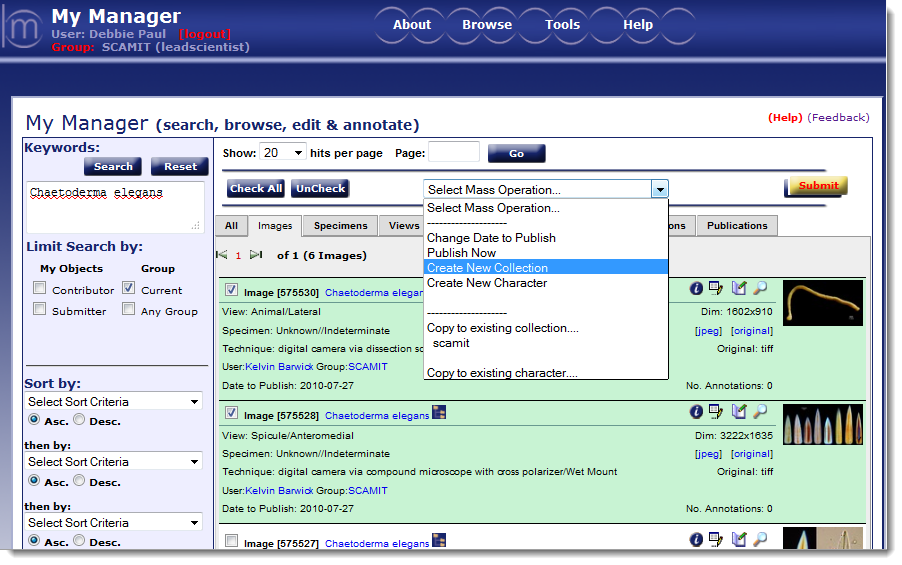 m My Manager
User: Debbie Paul [logout]
Group: SCAMIT (leadscientist)
About Browse Tools Help
My Manager (search, browse, edit & annotate)
(Help) (Feedback)
Keywords:
Search Reset
Chaetoderma elegans
Limit Search by:
My Objects Group
Contributor Current
Submitter Any Group
Sort by:
Select Sort Criteria
Asc. Desc.
then by:
Select Sort Criteria
Asc. Desc.
then by:
Select Sort Criteria
Asc. Desc.
Show: 20 hits per page Page: Go
Check All UnCheck Select Mass Operation... Submit
Select Mass Operation...
--------------------
Change Date to Publish
Publish Now
Create New Collection
Create New Character
--------------------
Copy to existing collection....
scamit
Copy to existing character....
All Images Specimens Views ons Publications
1 of 1 (6 Images)
Image [575530] Chaetoderma elegan
View: Animal/Lateral Dim: 1602x910
Specimen: Unknown//Indeterminate [jpeg] [original]
Technique: digital camera via dissection sc Original: tiff
User:Kelvin Barwick Group:SCAMIT
Date to Publish: 2010-07-27 No. Annotations: 0
Image [575528] Chaetoderma elegans
View: Spicule/Anteromedial Dim: 3222x1635
Specimen: Unknown//Indeterminate [jpeg] [original]
Technique: digital camera via compound microscope with cross polarizer/Wet Mount Original: tiff
User:Kelvin Barwick Group:SCAMIT
Date to Publish: 2010-07-27 No. Annotations: 0
Image [575527] Chaetoderma elegans